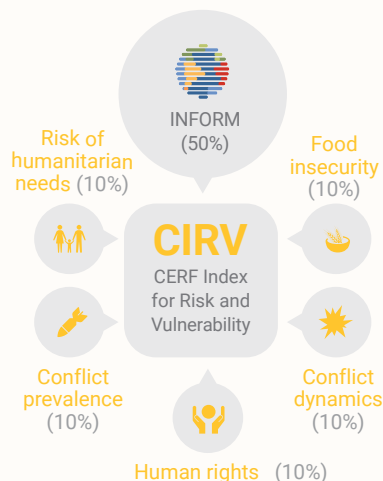 INFORM
(50%)
Risk of
humanitarian
needs (10%)
Food
insecurity
(10%)
CIRV
CERF Index
for Risk and
Vulnerability
Conflict
prevalence
(10%)
Conflict
dynamics
(10%)
Human rights (10%)